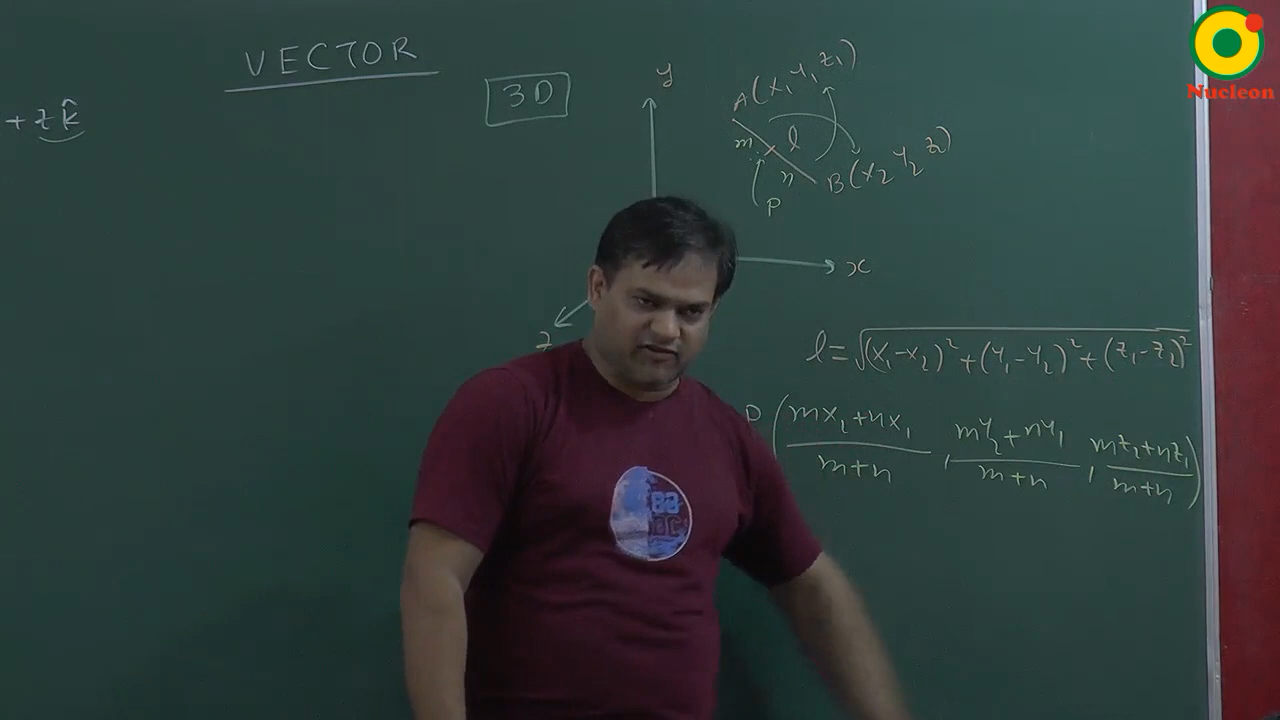 VECTOR
+ z k̂
3D
y
A(x₁ y₁ z₁)
m l
n
B(x₂ y₂ z₂)
P
x
z
l = √(x₁-x₂)² + (y₁-y₂)² + (z₁-z₂)²
P (mx₂+nx₁/m+n, my₂+ny₁/m+n, mz₂+nz₁/m+n)
Nucleon